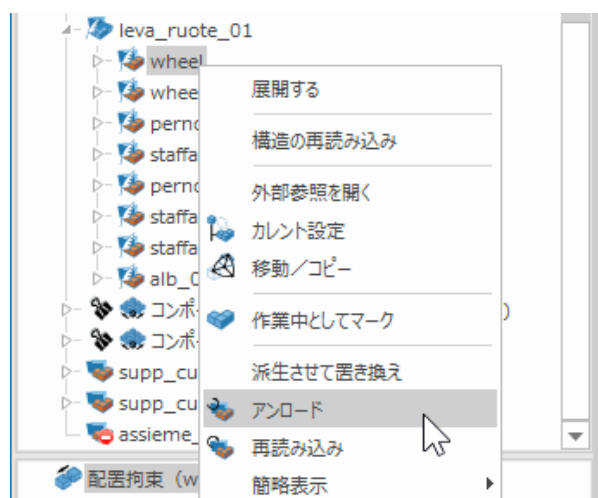 leva_ruote_01
wheel
whee
perno
staffa
perno
staffa
staffa
alb_0
コンポ
)
コンポ
supp_cu
supp_cu
assieme_
配置拘束（w
展開する
構造の再読み込み
外部参照を開く
カレント設定
移動／コピー
作業中としてマーク
派生させて置き換え
アンロード
再読み込み
簡略表示